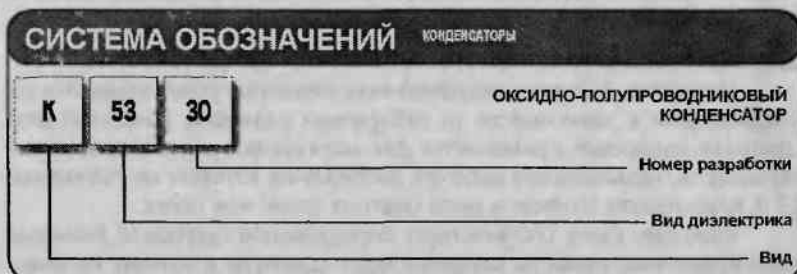 СИСТЕМА ОБОЗНАЧЕНИЙ КОНДЕНСАТОРЫ
К 53 30
ОКСИДНО-ПОЛУПРОВОДНИКОВЫЙ
КОНДЕНСАТОР
Номер разработки
Вид диэлектрика
Вид